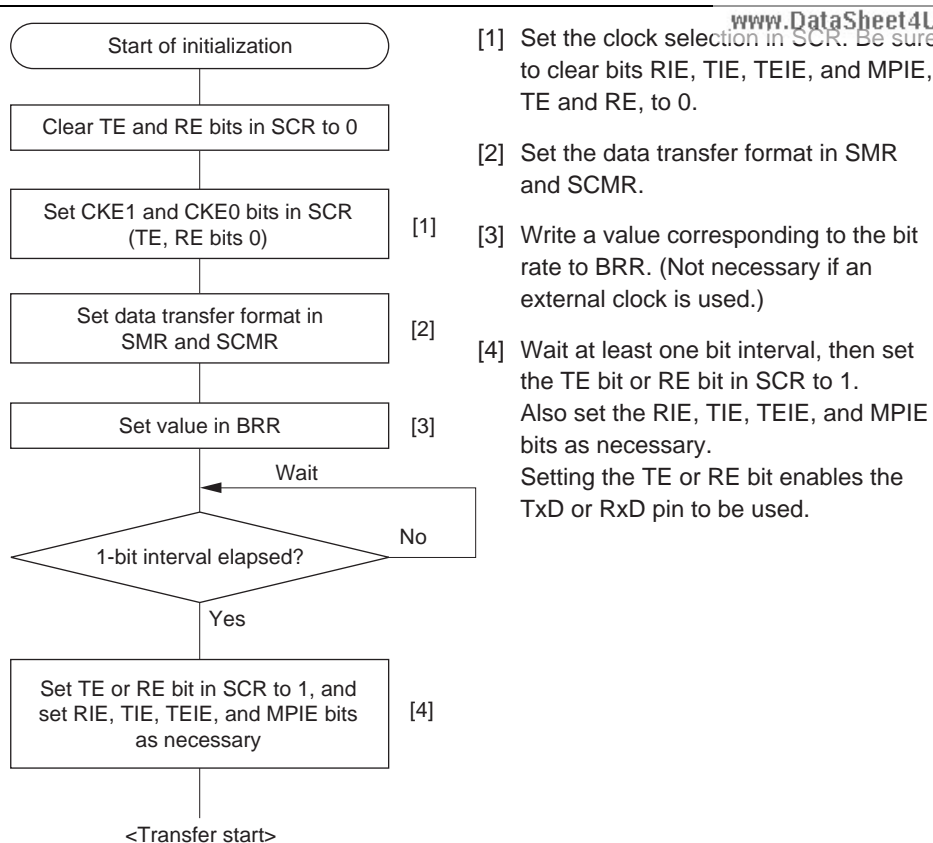 www.DataSheet4U
Start of initialization
Clear TE and RE bits in SCR to 0
Set CKE1 and CKE0 bits in SCR
(TE, RE bits 0)
[1]
Set data transfer format in
SMR and SCMR
[2]
Set value in BRR
[3]
Wait
1-bit interval elapsed?
No
Yes
Set TE or RE bit in SCR to 1, and
set RIE, TIE, TEIE, and MPIE bits
as necessary
[4]
<Transfer start>
[1] Set the clock selection in SCR. Be sure
to clear bits RIE, TIE, TEIE, and MPIE,
TE and RE, to 0.
[2] Set the data transfer format in SMR
and SCMR.
[3] Write a value corresponding to the bit
rate to BRR. (Not necessary if an
external clock is used.)
[4] Wait at least one bit interval, then set
the TE bit or RE bit in SCR to 1.
Also set the RIE, TIE, TEIE, and MPIE
bits as necessary.
Setting the TE or RE bit enables the
TxD or RxD pin to be used.